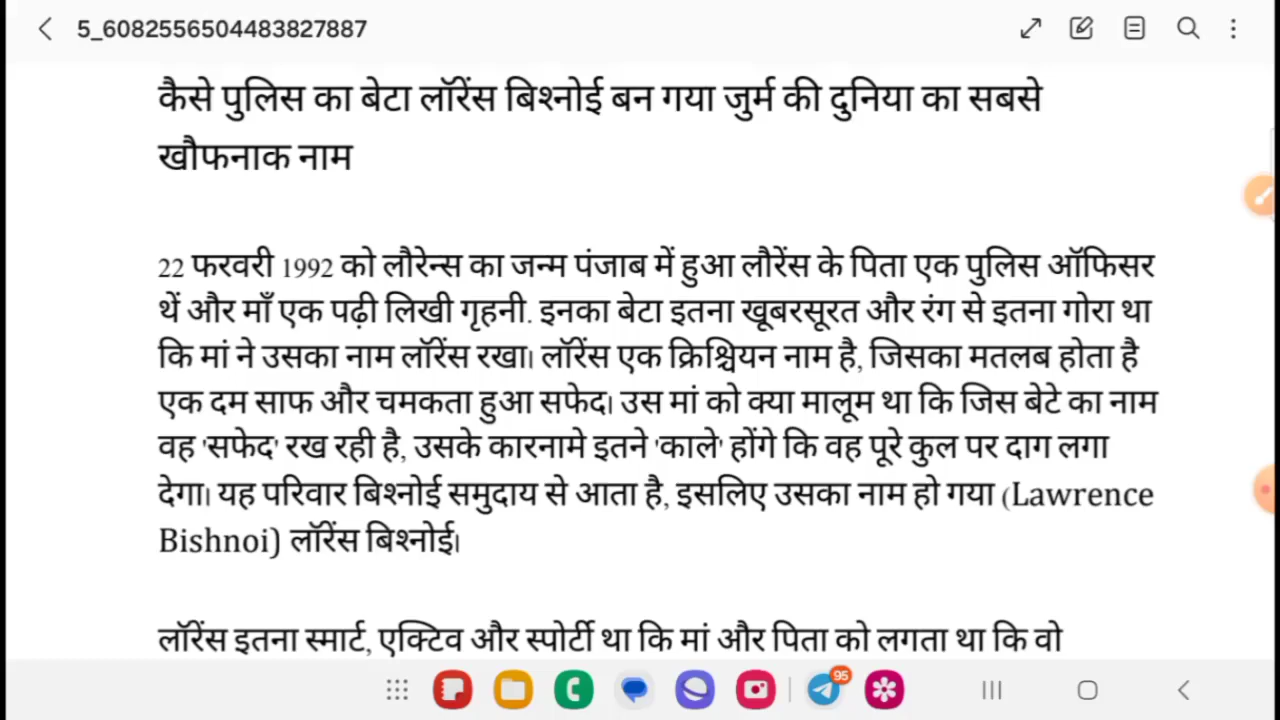 5_6082556504483827887
कैसे पुलिस का बेटा लॉरेंस बिश्नोई बन गया जुर्म की दुनिया का सबसे
खौफनाक नाम
22 फरवरी 1992 को लौरेन्स का जन्म पंजाब में हुआ लौरेंस के पिता एक पुलिस ऑफिसर
थें और माँ एक पढ़ी लिखी गृहनी. इनका बेटा इतना खूबरसूरत और रंग से इतना गोरा था
कि मां ने उसका नाम लॉरेंस रखा। लॉरेंस एक क्रिश्चियन नाम है, जिसका मतलब होता है
एक दम साफ और चमकता हुआ सफेद। उस मां को क्या मालूम था कि जिस बेटे का नाम
वह 'सफेद' रख रही है, उसके कारनामे इतने 'काले' होंगे कि वह पूरे कुल पर दाग लगा
देगा। यह परिवार बिश्नोई समुदाय से आता है, इसलिए उसका नाम हो गया (Lawrence
Bishnoi) लॉरेंस बिश्नोई।
लॉरेंस इतना स्मार्ट, एक्टिव और स्पोर्टी था कि मां और पिता को लगता था कि वो
95